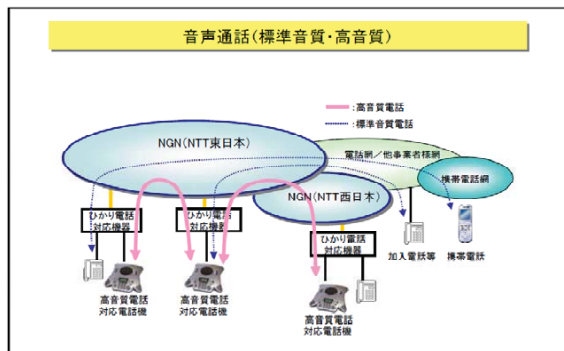 音声通話(標準音質・高音質)
:高音質電話
:標準音質電話
NGN(NTT東日本)
電話網/他事業者様網
携帯電話網
NGN(NTT西日本)
ひかり電話
対応機器
ひかり電話
対応機器
ひかり電話
対応機器
加入電話等
携帯電話
高音質電話
対応電話機
高音質電話
対応電話機
高音質電話
対応電話機